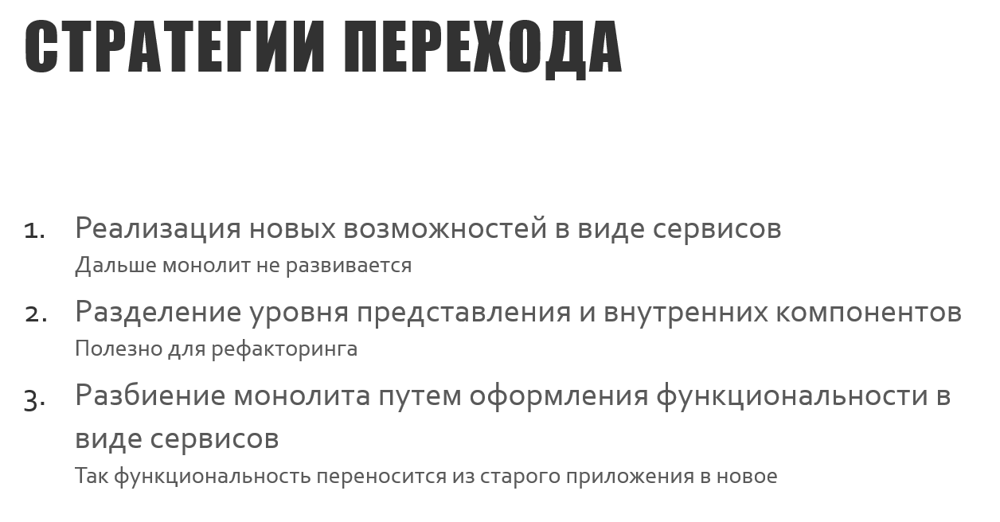 СТРАТЕГИИ ПЕРЕХОДА
1. Реализация новых возможностей в виде сервисов
Дальше монолит не развивается
2. Разделение уровня представления и внутренних компонентов
Полезно для рефакторинга
3. Разбиение монолита путем оформления функциональности в
виде сервисов
Так функциональность переносится из старого приложения в новое